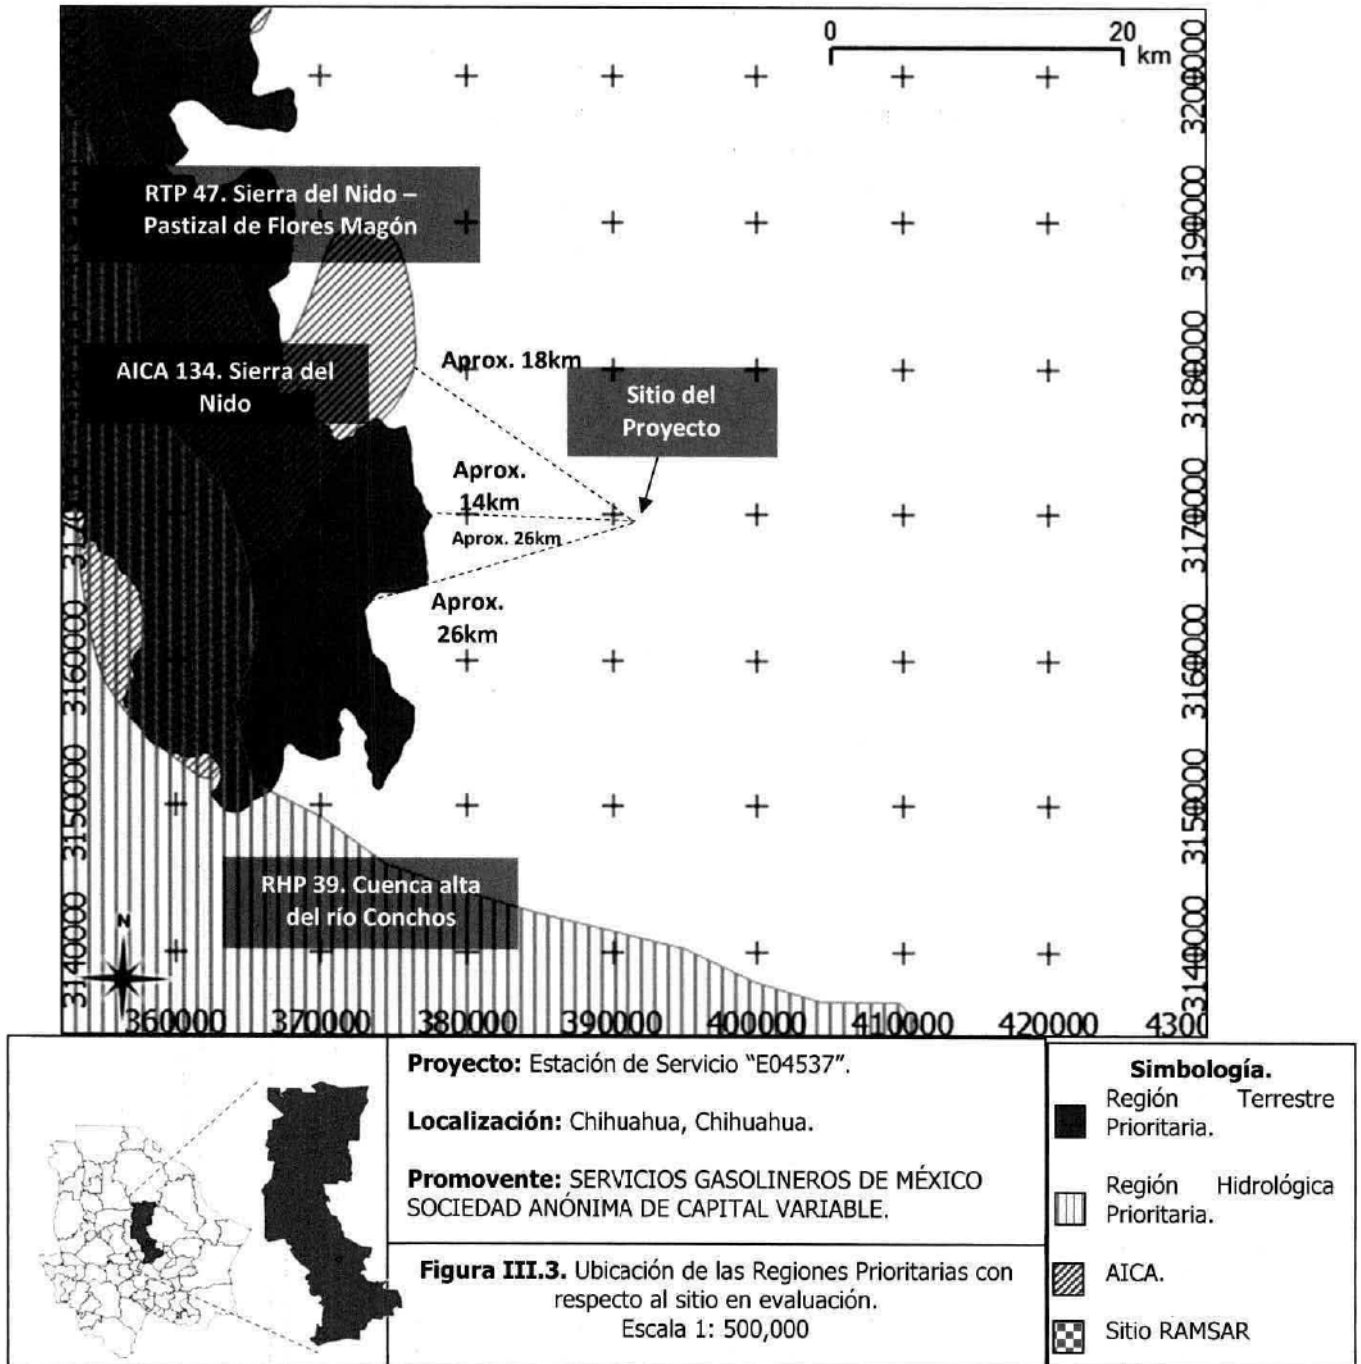 0 20
km
RTP 47. Sierra del Nido –
Pastizal de Flores Magón
AICA 134. Sierra del
Nido
Aprox. 18km
Sitio del
Proyecto
Aprox.
14km
Aprox. 26km
Aprox.
26km
RHP 39. Cuenca alta
del río Conchos
N
3170
3160000
3150000
3140000
3200000
3190000
3180000
3170000
3160000
3150000
3140000
360000 370000 380000 390000 400000 410000 420000 4300
Proyecto: Estación de Servicio “E04537”.
Localización: Chihuahua, Chihuahua.
Promovente: SERVICIOS GASOLINEROS DE MÉXICO
SOCIEDAD ANÓNIMA DE CAPITAL VARIABLE.
Figura III.3. Ubicación de las Regiones Prioritarias con
respecto al sitio en evaluación.
Escala 1: 500,000
Simbología.
Región Terrestre
Prioritaria.
Región Hidrológica
Prioritaria.
AICA.
Sitio RAMSAR